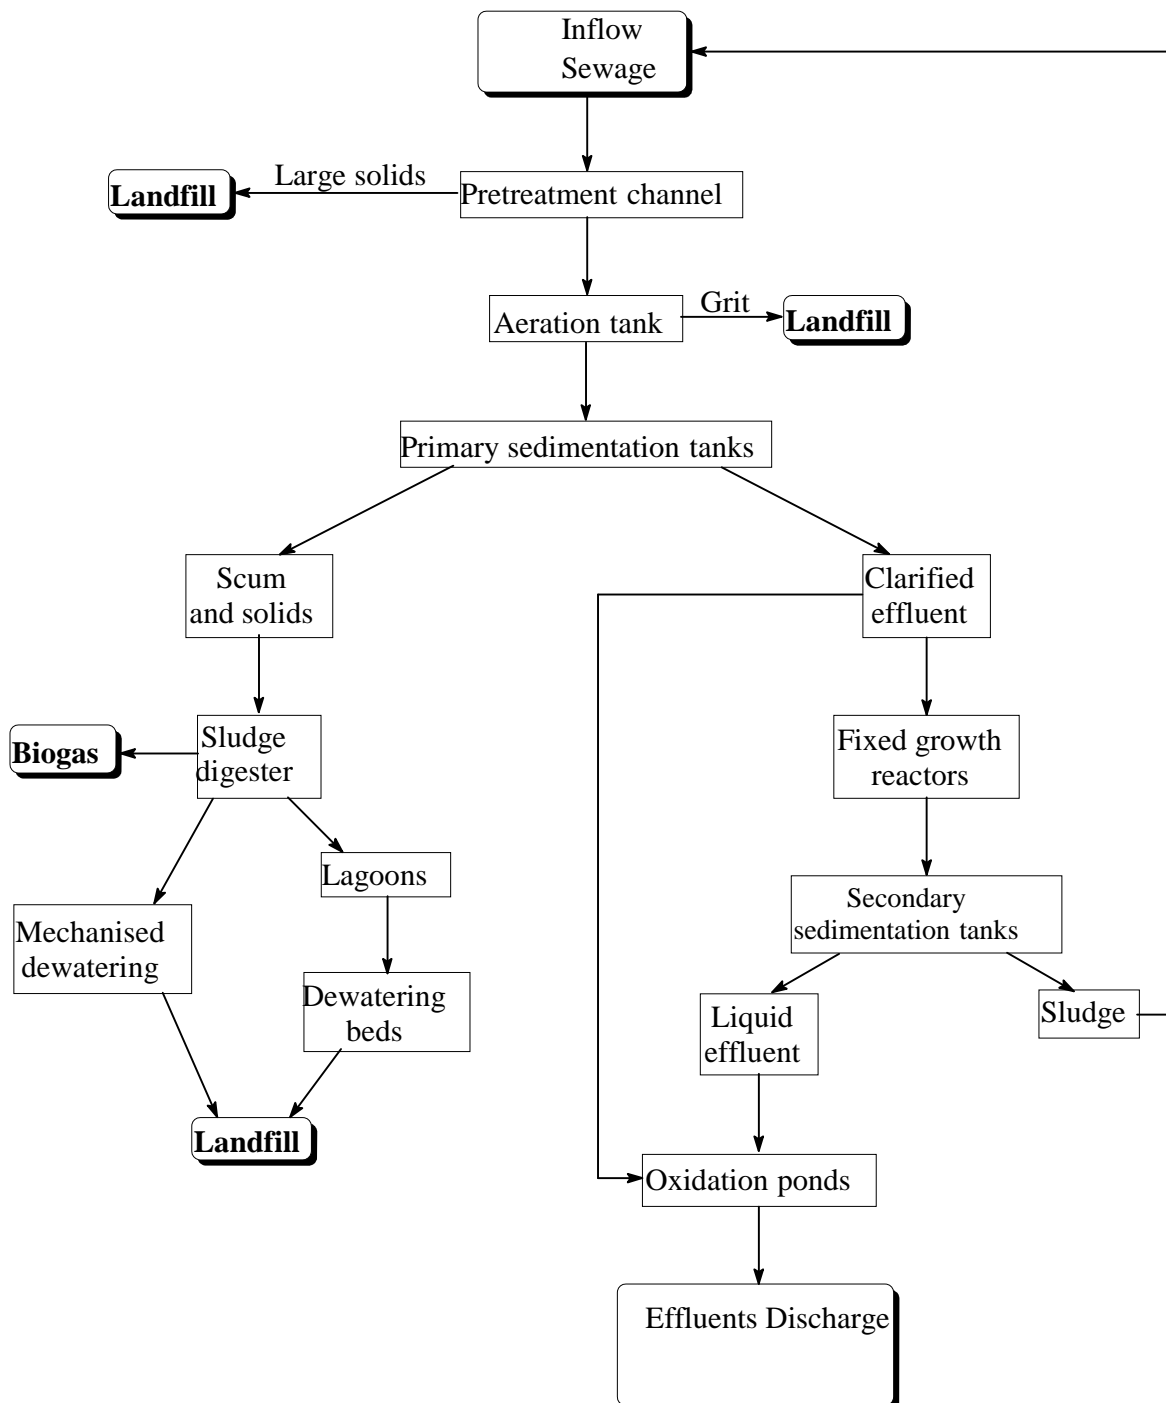 Inflow
Sewage
Large solids
Landfill
Pretreatment channel
Grit
Aeration tank
Landfill
Primary sedimentation tanks
Scum
and solids
Clarified
effluent
Biogas
Sludge
digester
Fixed growth
reactors
Lagoons
Mechanised
dewatering
Secondary
sedimentation tanks
Dewatering
beds
Liquid
effluent
Sludge
Landfill
Oxidation ponds
Effluents Discharge